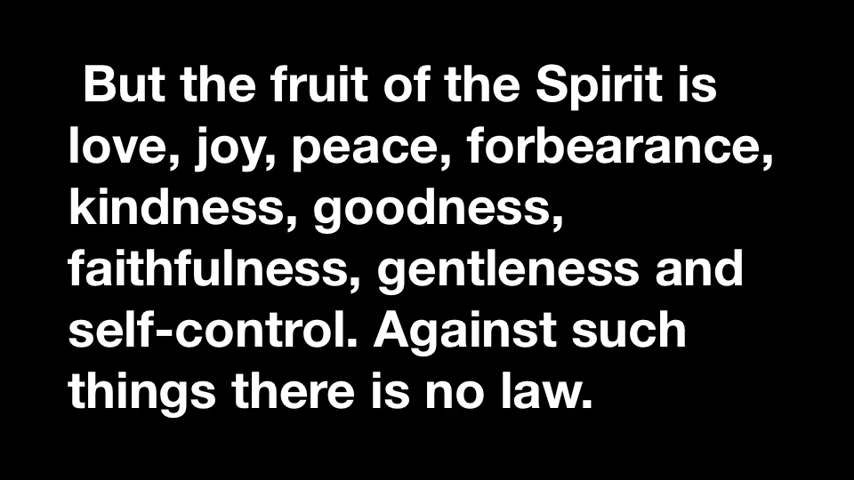 But the fruit of the Spirit is
love, joy, peace, forbearance,
kindness, goodness,
faithfulness, gentleness and
self-control. Against such
things there is no law.